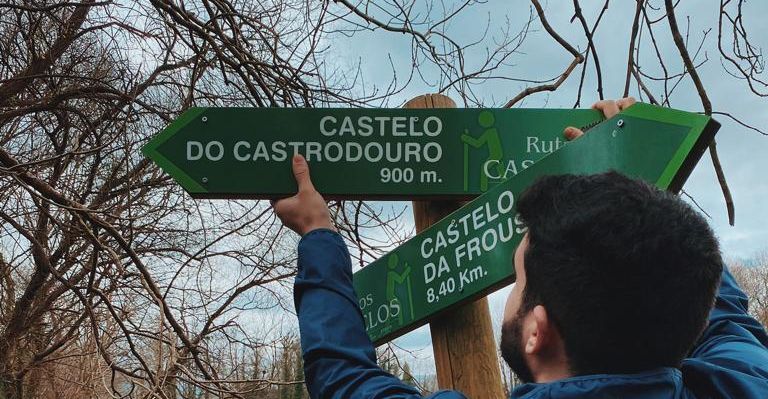 CASTELO
DO CASTRODOURO
900 m.
CASTELO
DA FROUS
8,40 Km.